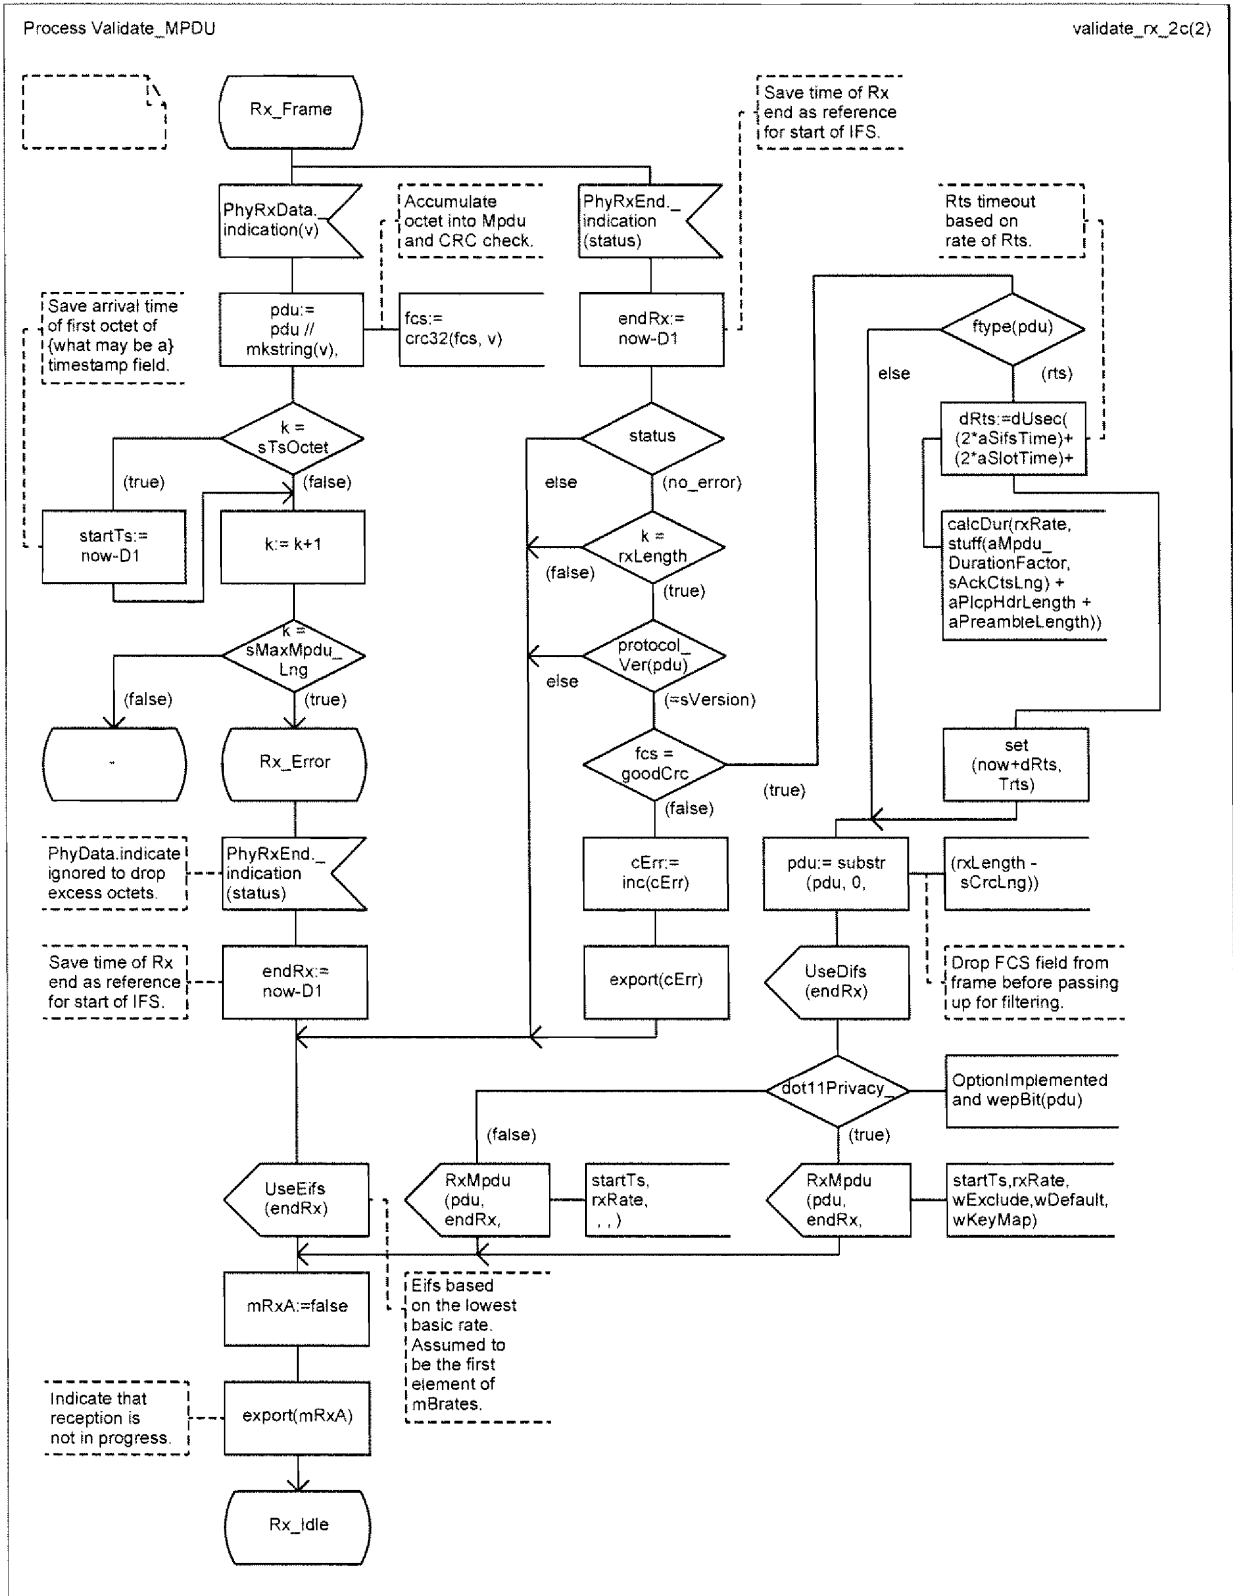 Process Validate_MPDU
validate_rx_2c(2)
Rx_Frame
Save time of Rx
end as reference
for start of IFS.
PhyRxData._
indication(v)
Accumulate
octet into Mpdu
and CRC check.
PhyRxEnd._
indication
(status)
Rts timeout
based on
rate of Rts.
Save arrival time
of first octet of
{what may be a}
timestamp field.
pdu:=
pdu //
mkstring(v),
fcs:=
crc32(fcs, v)
endRx:=
now-D1
ftype(pdu)
else
(rts)
k =
sTsOctet
(true)
(false)
status
else
(no_error)
dRts:=dUsec(
(2*aSifsTime)+
(2*aSlotTime)+
startTs:=
now-D1
k:= k+1
k =
rxLength
(false)
(true)
calcDur(rxRate,
stuff(aMpdu_
DurationFactor,
sAckCtsLng) +
aPlcpHdrLength +
aPreambleLength))
k =
sMaxMpdu_
Lng
(false)
(true)
protocol_
Ver(pdu)
else
(=sVersion)
-
Rx_Error
fcs =
goodCrc
(true)
(false)
set
(now+dRts,
Trts)
PhyData.indicate
ignored to drop
excess octets.
PhyRxEnd._
indication
(status)
cErr:=
inc(cErr)
pdu:= substr
(pdu, 0,
(rxLength -
sCrcLng))
Save time of Rx
end as reference
for start of IFS.
endRx:=
now-D1
export(cErr)
UseDifs
(endRx)
Drop FCS field from
frame before passing
up for filtering.
dot11Privacy_
OptionImplemented
and wepBit(pdu)
(false)
(true)
UseEifs
(endRx)
RxMpdu
(pdu,
endRx,
startTs,
rxRate,
, , )
RxMpdu
(pdu,
endRx,
startTs,rxRate,
wExclude,wDefault,
wKeyMap)
mRxA:=false
Eifs based
on the lowest
basic rate.
Assumed to
be the first
element of
mBrates.
Indicate that
reception is
not in progress.
export(mRxA)
Rx_Idle